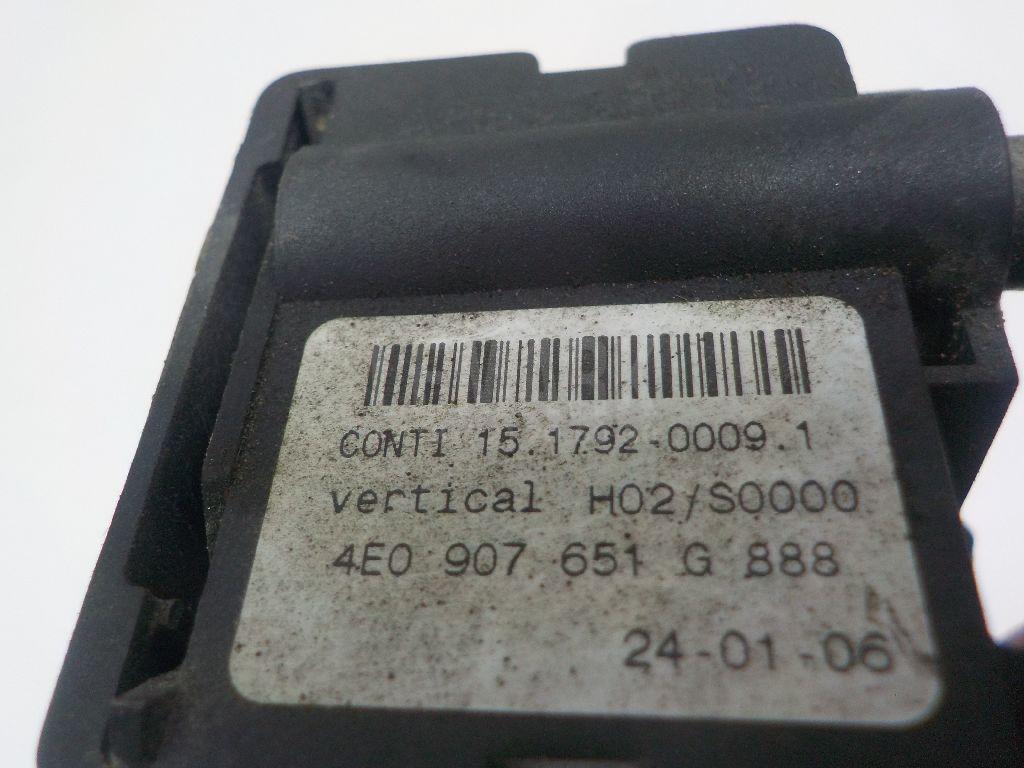 CONTI 15.1792-0009.1
vertical H02/S0000
4E0 907 651 G 888
24-01-06